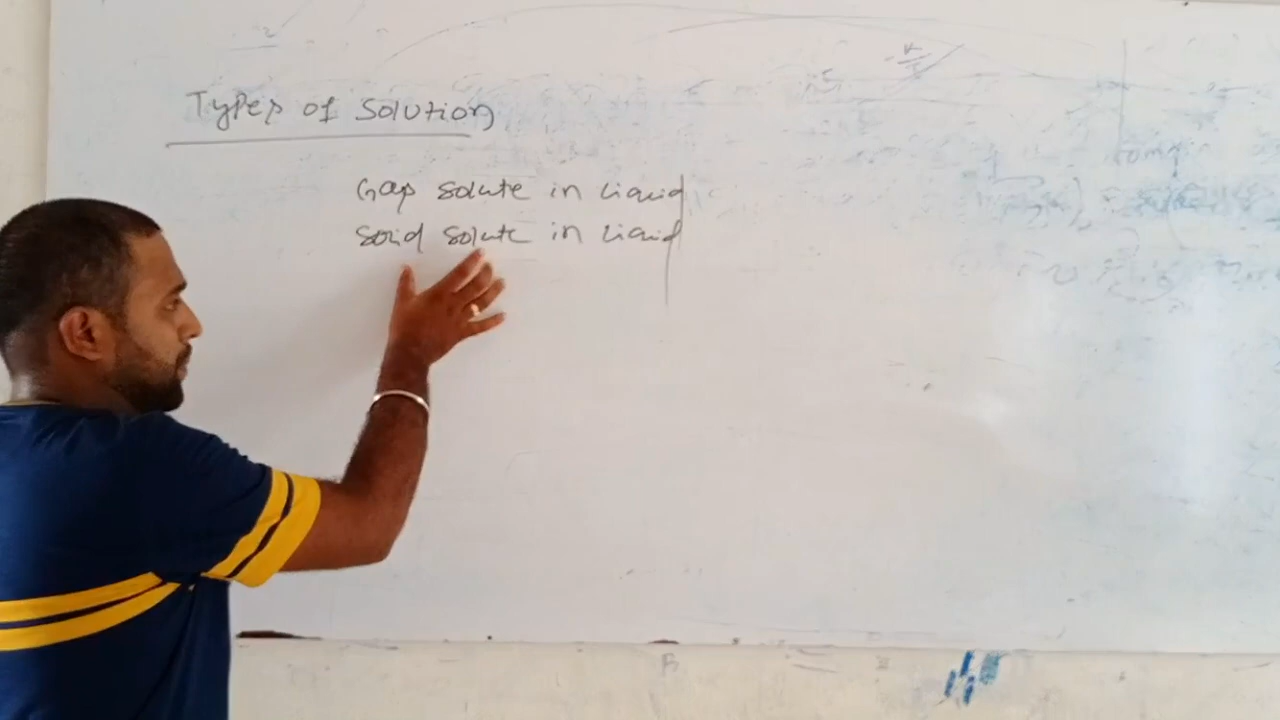 Types of Solution
Gas solute in liquid
Solid solute in liquid